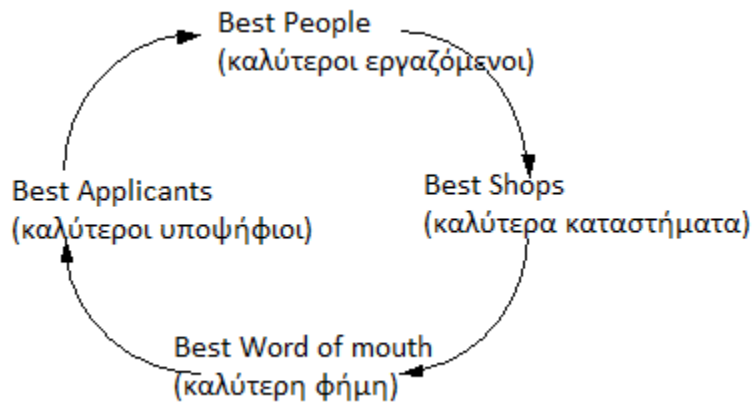 Best People
(καλύτεροι εργαζόμενοι)
Best Shops
(καλύτερα καταστήματα)
Best Word of mouth
(καλύτερη φήμη)
Best Applicants
(καλύτεροι υποψήφιοι)